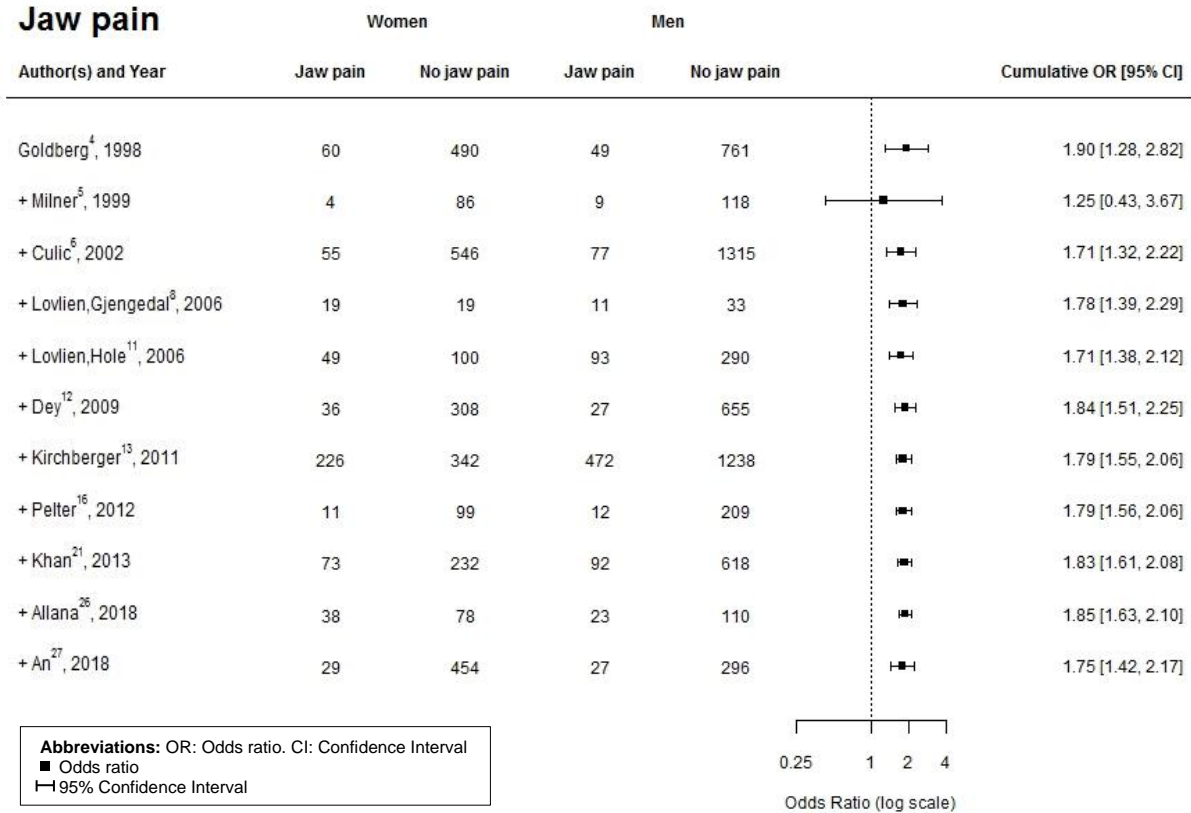 Jaw pain Women Men
Author(s) and Year Jaw pain No jaw pain Jaw pain No jaw pain Cumulative OR [95% CI]
Goldberg⁴, 1998 60 490 49 761 1.90 [1.28, 2.82]
+ Milner⁵, 1999 4 86 9 118 1.25 [0.43, 3.67]
+ Culic⁶, 2002 55 546 77 1315 1.71 [1.32, 2.22]
+ Lovlien,Gjengedal⁸, 2006 19 19 11 33 1.78 [1.39, 2.29]
+ Lovlien,Hole¹¹, 2006 49 100 93 290 1.71 [1.38, 2.12]
+ Dey¹², 2009 36 308 27 655 1.84 [1.51, 2.25]
+ Kirchberger¹³, 2011 226 342 472 1238 1.79 [1.55, 2.06]
+ Pelter¹⁶, 2012 11 99 12 209 1.79 [1.56, 2.06]
+ Khan²¹, 2013 73 232 92 618 1.83 [1.61, 2.08]
+ Allana²⁶, 2018 38 78 23 110 1.85 [1.63, 2.10]
+ An²⁷, 2018 29 454 27 296 1.75 [1.42, 2.17]
Abbreviations: OR: Odds ratio. CI: Confidence Interval
Odds ratio
95% Confidence Interval
0.25 1 2 4
Odds Ratio (log scale)